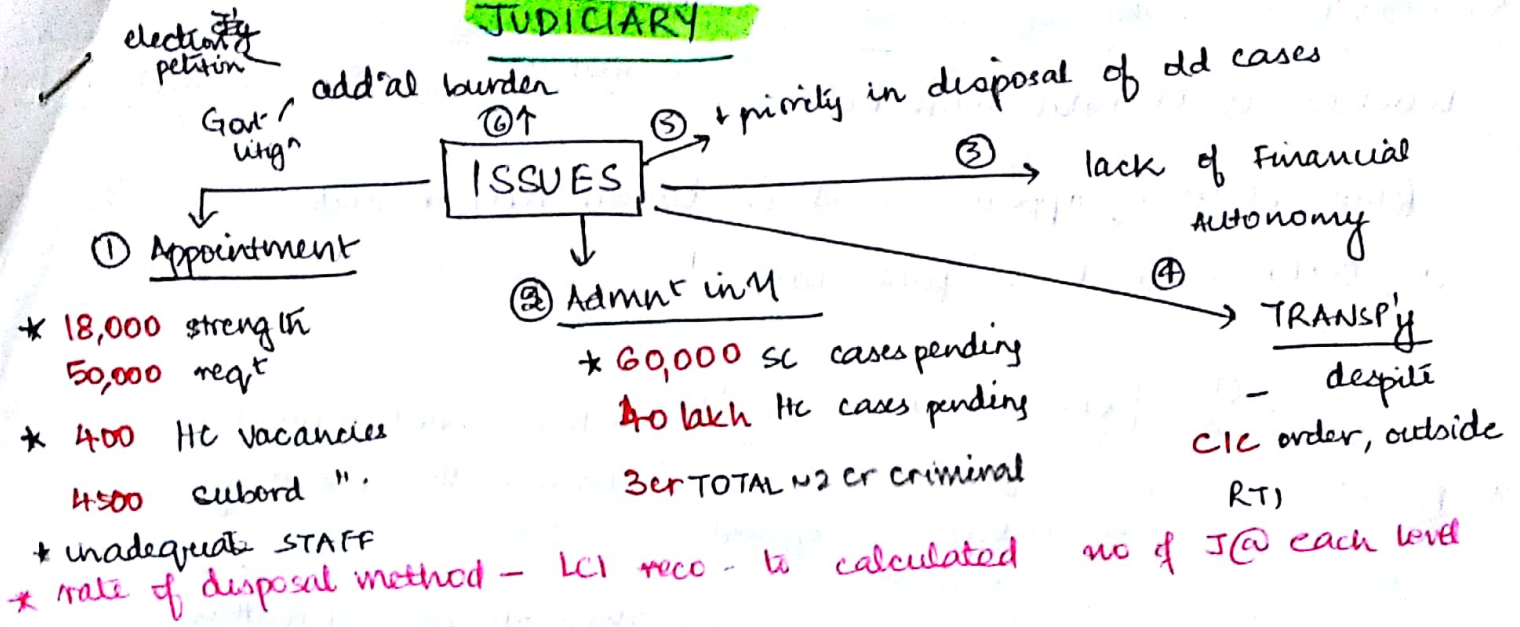 JUDICIARY
election
petition
add'al burden
Govt
litigⁿ
⑥↑
⑤
↓ priority in disposal of old cases
ISSUES
③
lack of Financial
Autonomy
① Appointment
* 18,000 strength
50,000 reqt
* 400 HC vacancies
4500 subord ".
* inadequate STAFF
② Admnt
* 60,000 SC cases pending
40 lakh HC cases pending
3cr TOTAL ~2 cr criminal
④
TRANSP'y
- despite
CIC order, outside
RTI
* rate of disposal method - LCI reco - to calculated no of J@ each level